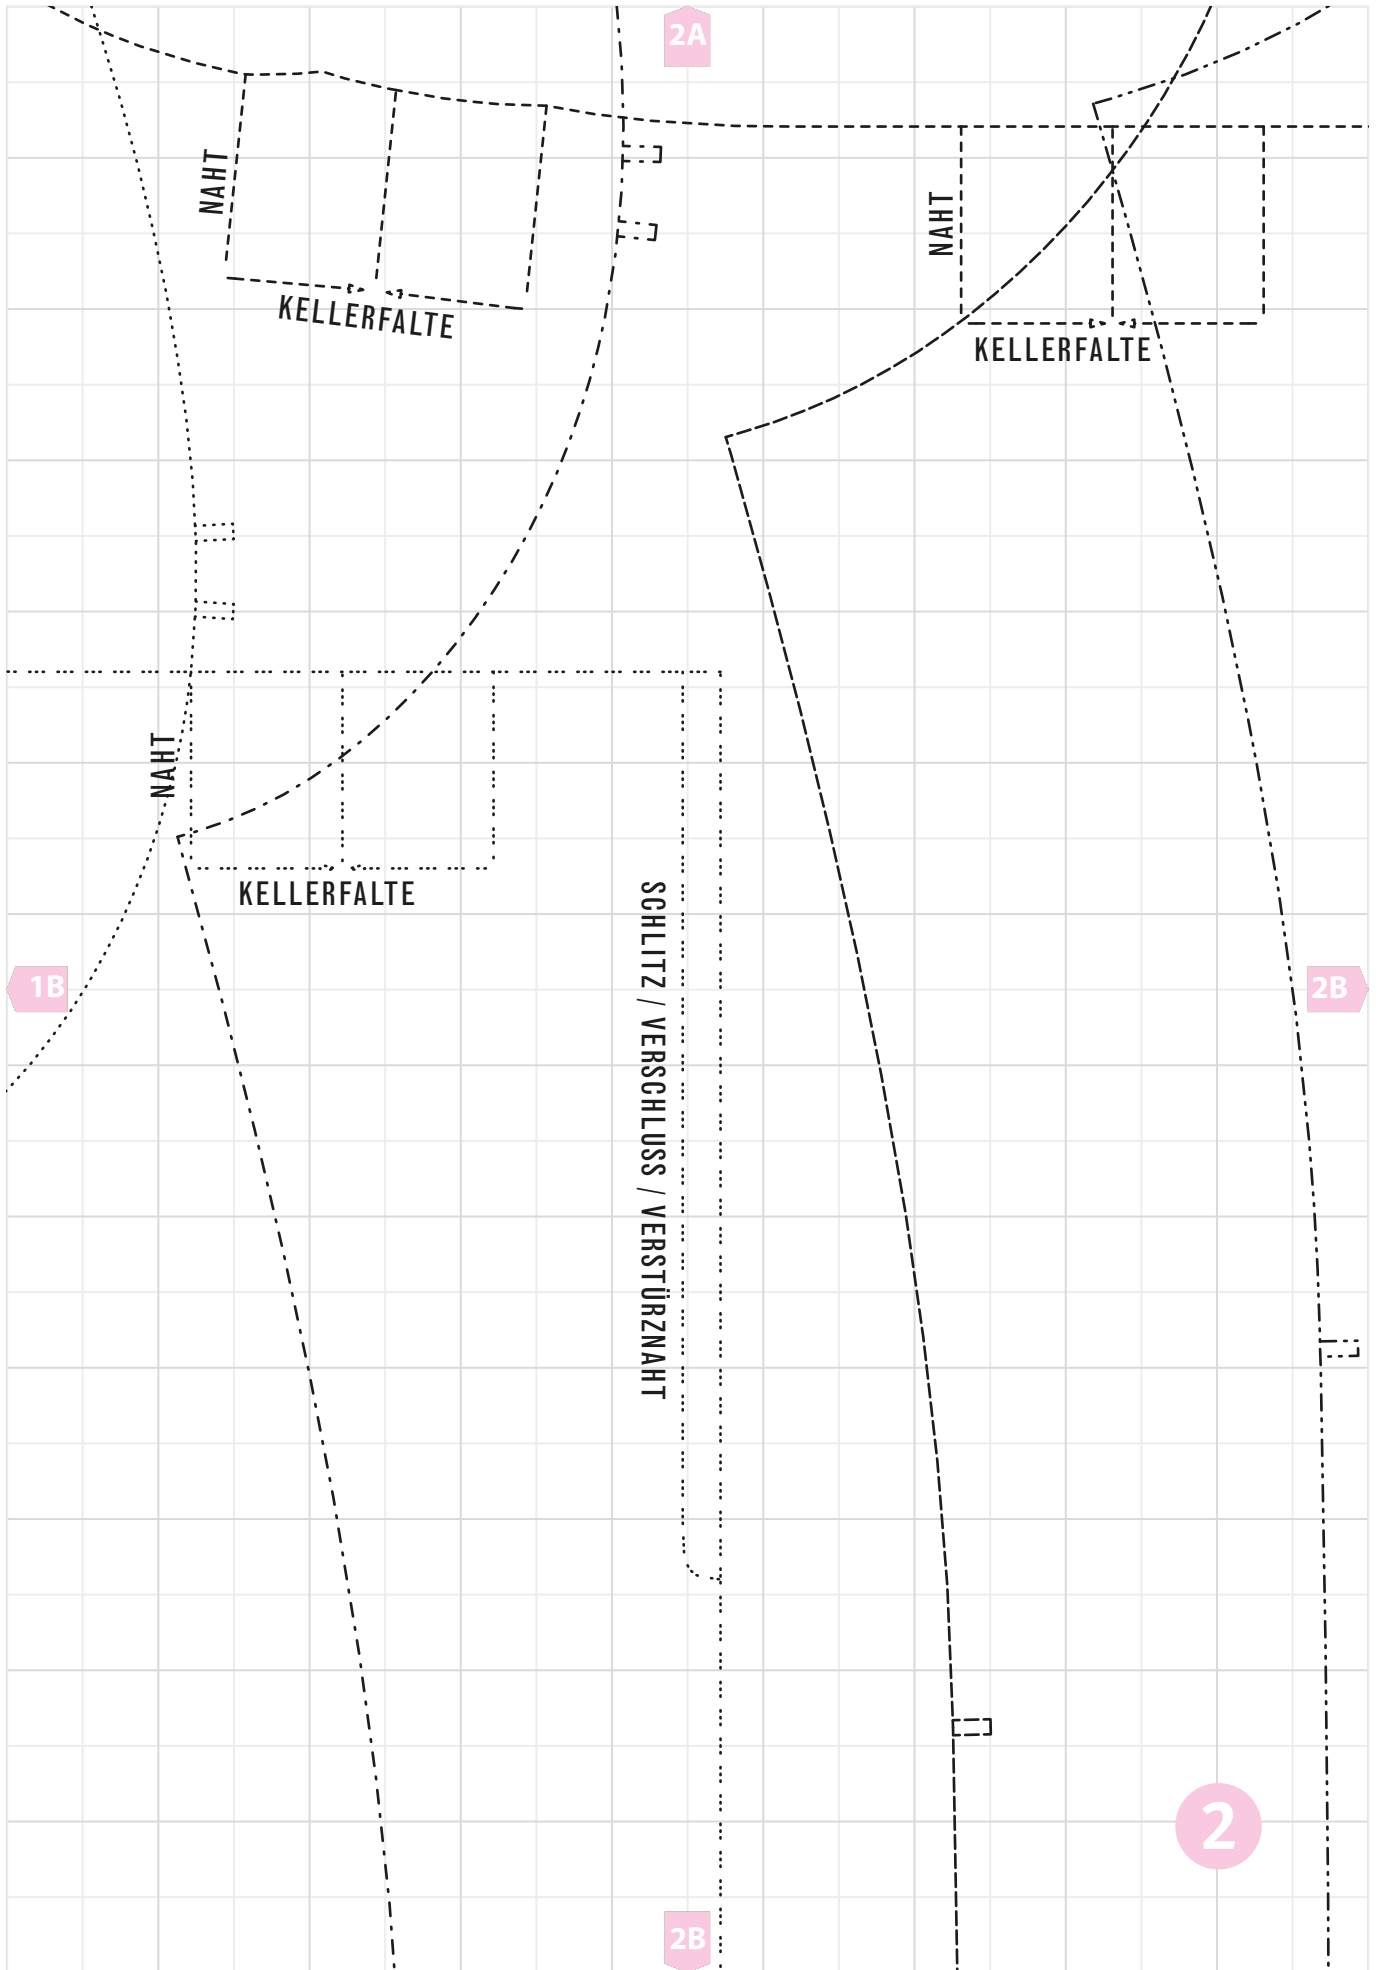 2A
NAHT
KELLERFALTE
NAHT
KELLERFALTE
NAHT
KELLERFALTE
SCHLITZ / VERSCHLUSS / VERSTÜRZNAHT
1B
2B
2
2B